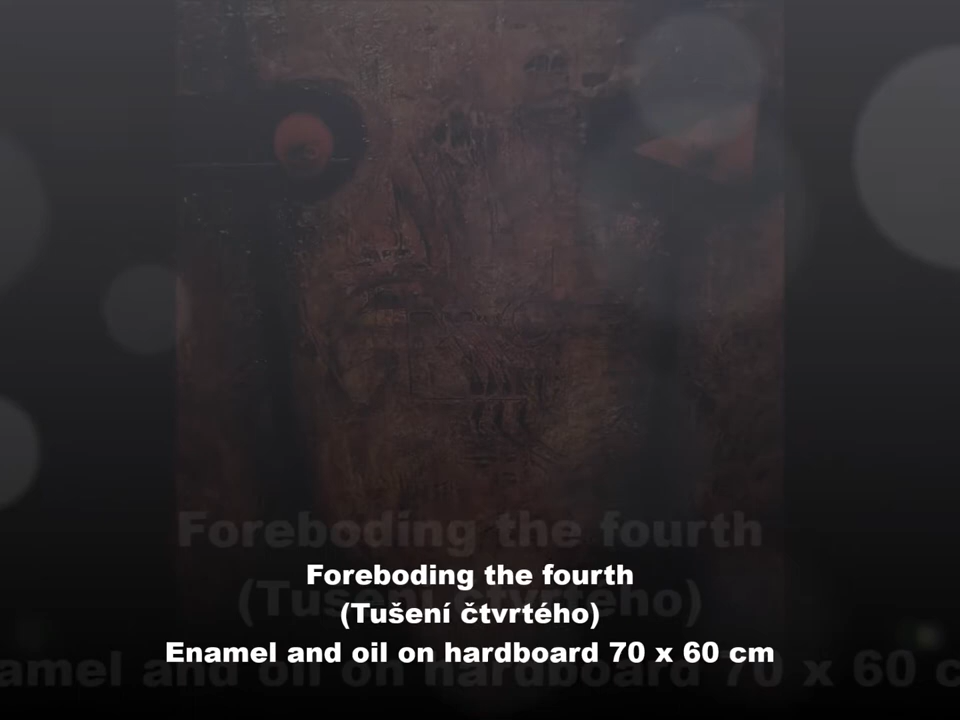 Foreboding the fourth
(Tušení čtvrtého)
Enamel and oil on hardboard 70 x 60 cm